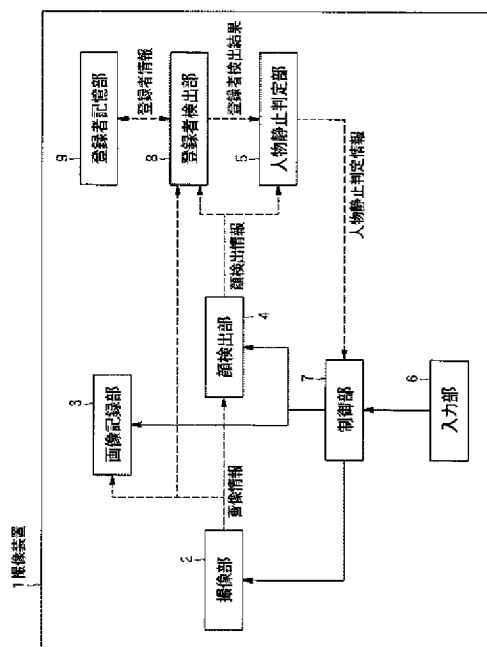 1撮像装置
2
撮像部
3
画像記録部
画像情報
4
顔検出部
顔検出情報
9
登録者記憶部
登録者情報
8
登録者検出部
登録者検出結果
5
人物静止判定部
人物静止判定情報
7
制御部
6
入力部